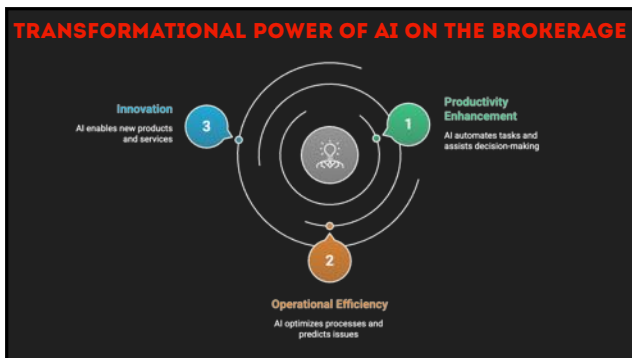 TRANSFORMATIONAL POWER OF AI ON THE BROKERAGE
1
Productivity
Enhancement
AI automates tasks and
assists decision-making
2
Operational Efficiency
AI optimizes processes and
predicts issues
3
Innovation
AI enables new products
and services